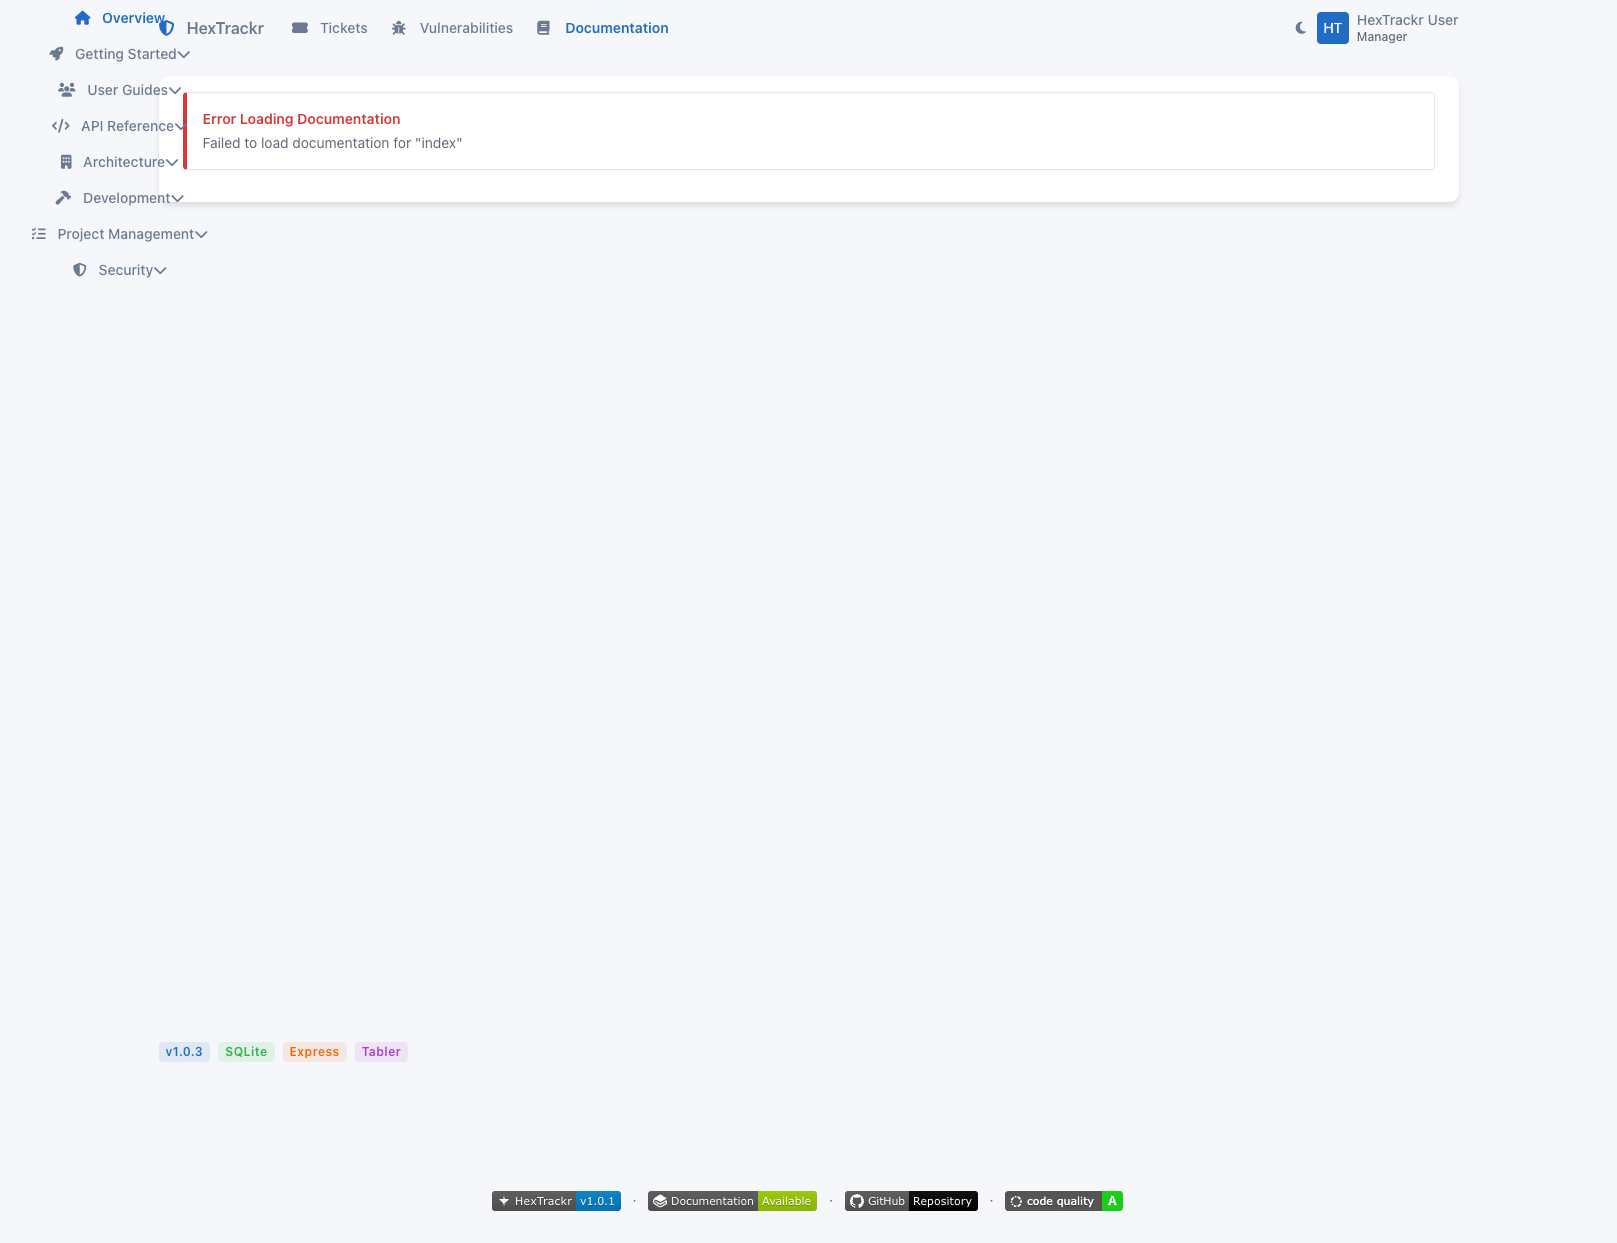 Overview
Getting Started
User Guides
API Reference
Architecture
Development
Project Management
Security
HexTrackr
Tickets
Vulnerabilities
Documentation
HT
HexTrackr User
Manager
Error Loading Documentation
Failed to load documentation for "index"
v1.0.3 SQLite Express Tabler
HexTrackr v1.0.1 · Documentation Available · GitHub Repository · code quality A